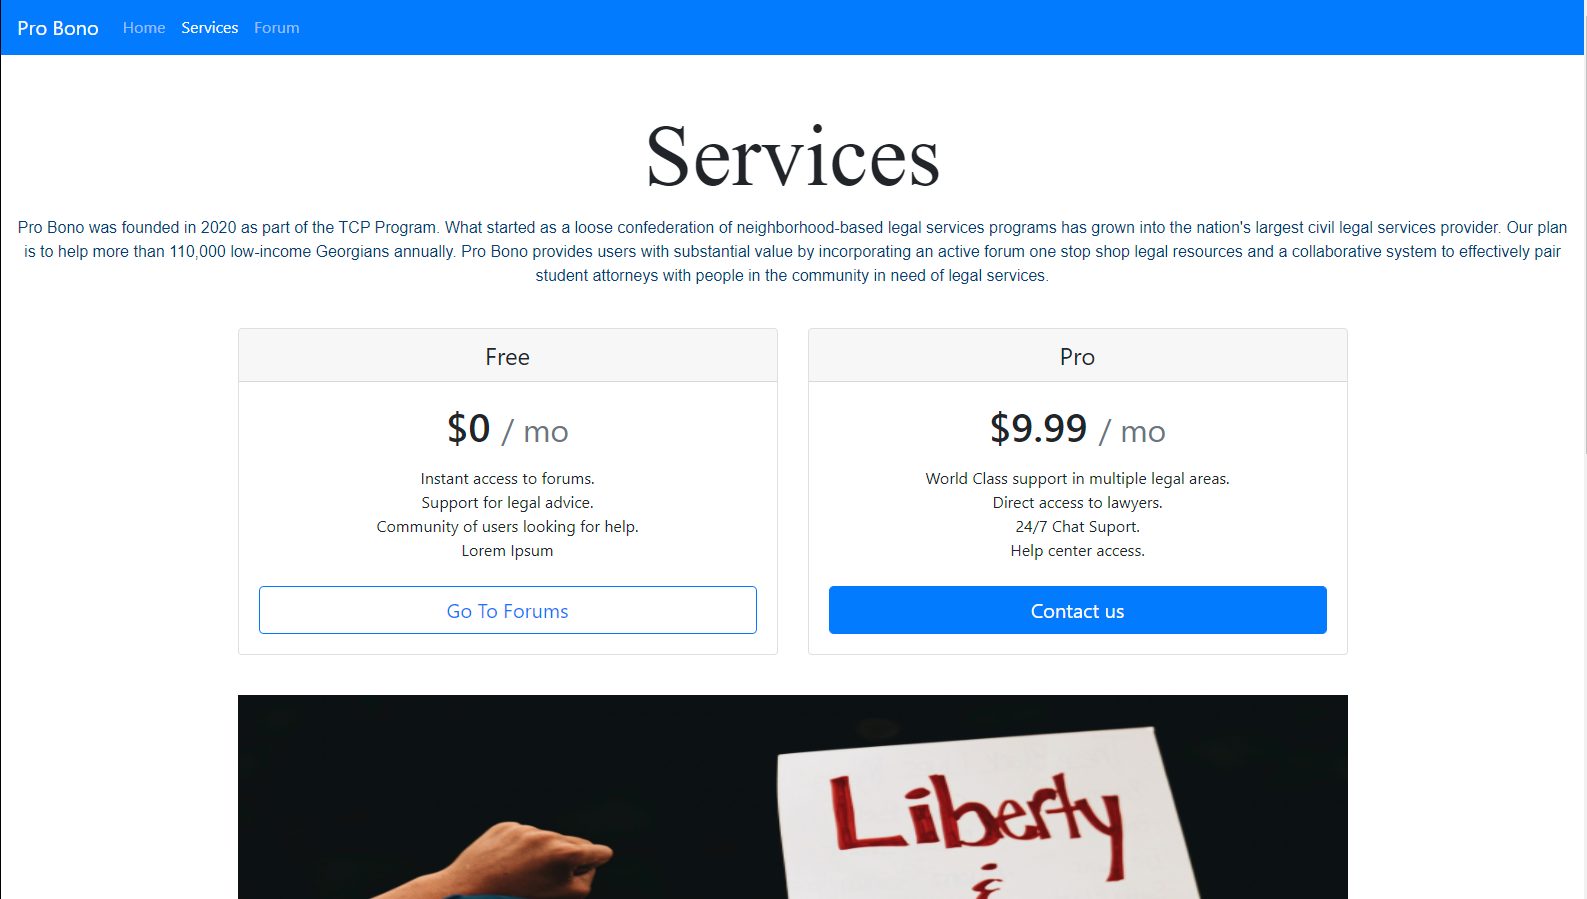 Pro Bono Home Services Forum
Services
Pro Bono was founded in 2020 as part of the TCP Program. What started as a loose confederation of neighborhood-based legal services programs has grown into the nation's largest civil legal services provider. Our plan
is to help more than 110,000 low-income Georgians annually. Pro Bono provides users with substantial value by incorporating an active forum one stop shop legal resources and a collaborative system to effectively pair
student attorneys with people in the community in need of legal services.
Free
$0 / mo
Instant access to forums.
Support for legal advice.
Community of users looking for help.
Lorem Ipsum
Go To Forums
Pro
$9.99 / mo
World Class support in multiple legal areas.
Direct access to lawyers.
24/7 Chat Suport.
Help center access.
Contact us
Liberty
&